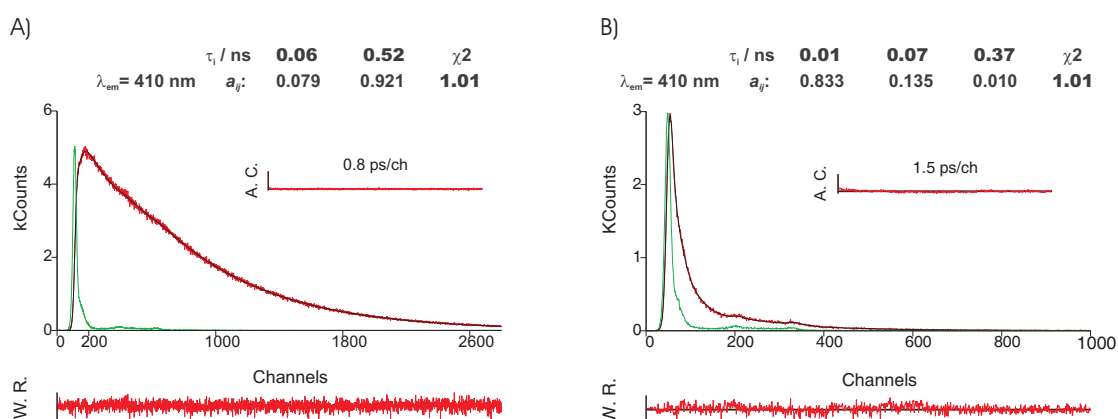 A)
τi / ns 0.06 0.52 χ2
λem= 410 nm aij: 0.079 0.921 1.01
6
4
2
0
kCounts
A. C.
0.8 ps/ch
0 200 1000 1800 2600
Channels
W. R.
B)
τi / ns 0.01 0.07 0.37 χ2
λem= 410 nm aij: 0.833 0.135 0.010 1.01
3
2
1
0
KCounts
A. C.
1.5 ps/ch
0 200 400 600 800 1000
Channels
W. R.